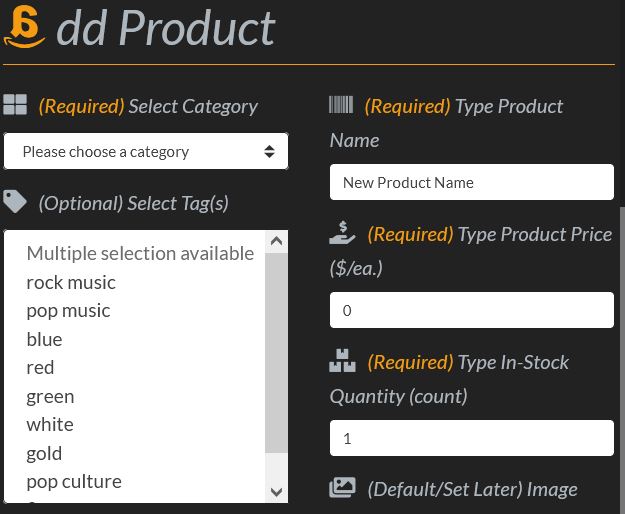 a dd Product
(Required) Select Category
Please choose a category
(Optional) Select Tag(s)
Multiple selection available
rock music
pop music
blue
red
green
white
gold
pop culture
(Required) Type Product
Name
New Product Name
(Required) Type Product Price
($/ea.)
0
(Required) Type In-Stock
Quantity (count)
1
(Default/Set Later) Image